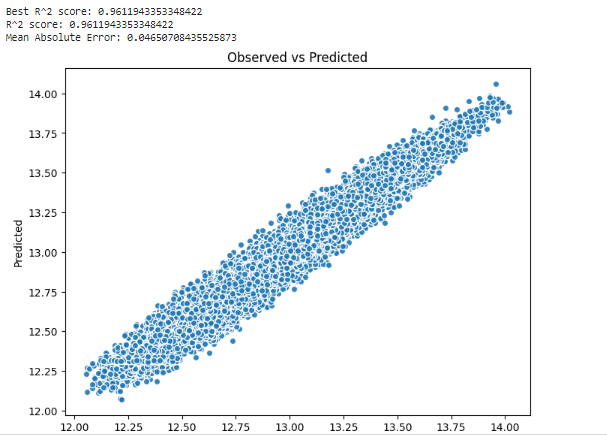 Best R^2 score: 0.9611943353348422
R^2 score: 0.9611943353348422
Mean Absolute Error: 0.04650708435525873
Observed vs Predicted
14.00
13.75
13.50
13.25
13.00
12.75
12.50
12.25
12.00
Predicted
12.00 12.25 12.50 12.75 13.00 13.25 13.50 13.75 14.00